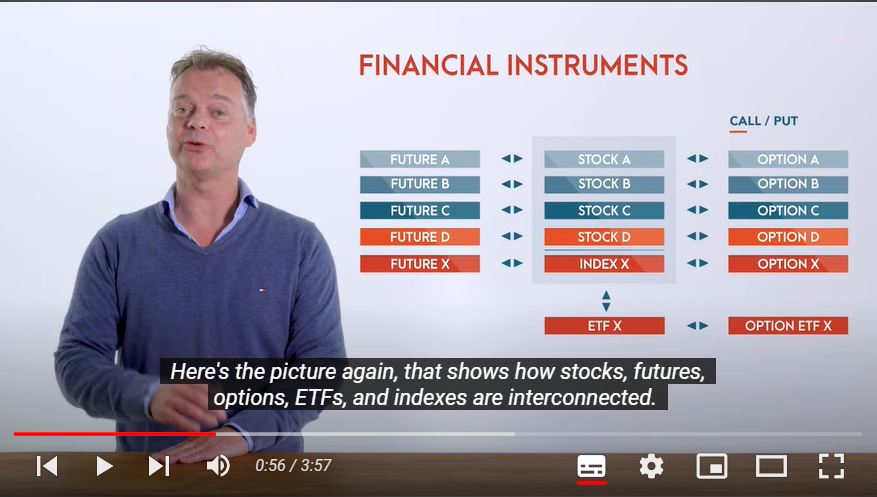 FINANCIAL INSTRUMENTS
CALL / PUT
FUTURE A STOCK A OPTION A
FUTURE B STOCK B OPTION B
FUTURE C STOCK C OPTION C
FUTURE D STOCK D OPTION D
FUTURE X INDEX X OPTION X
ETF X OPTION ETF X
Here's the picture again, that shows how stocks, futures,
options, ETFs, and indexes are interconnected.
0:56 / 3:57